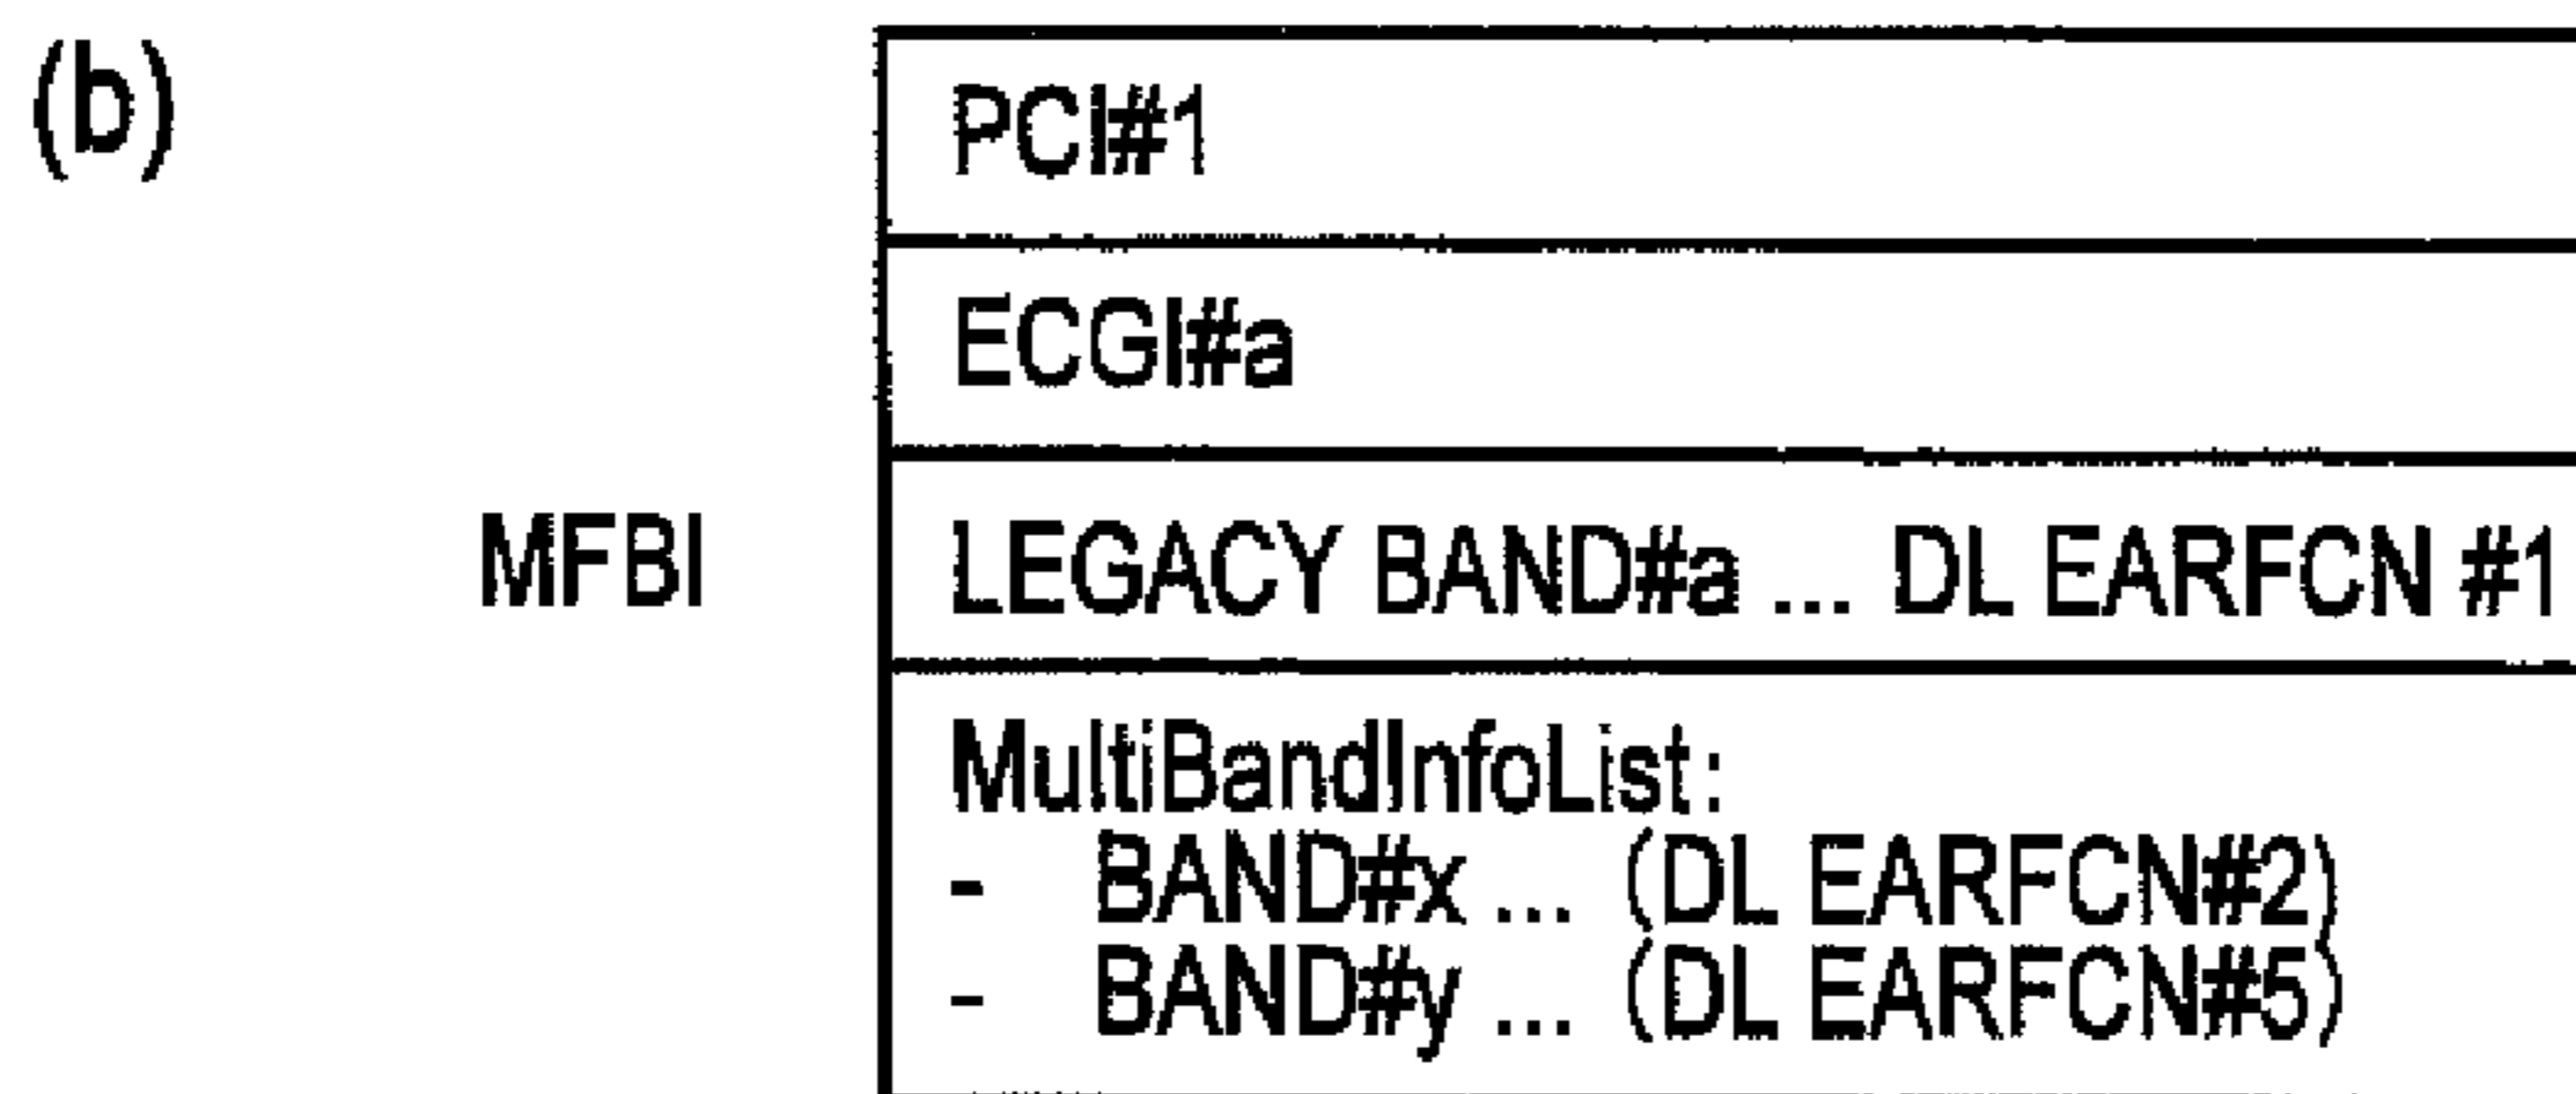 (b)
PCI#1
ECGI#a
MFBI
LEGACY BAND#a ... DL EARFCN #1
MultiBandInfoList:
- BAND#x ... (DL EARFCN#2)
- BAND#y ... (DL EARFCN#5)